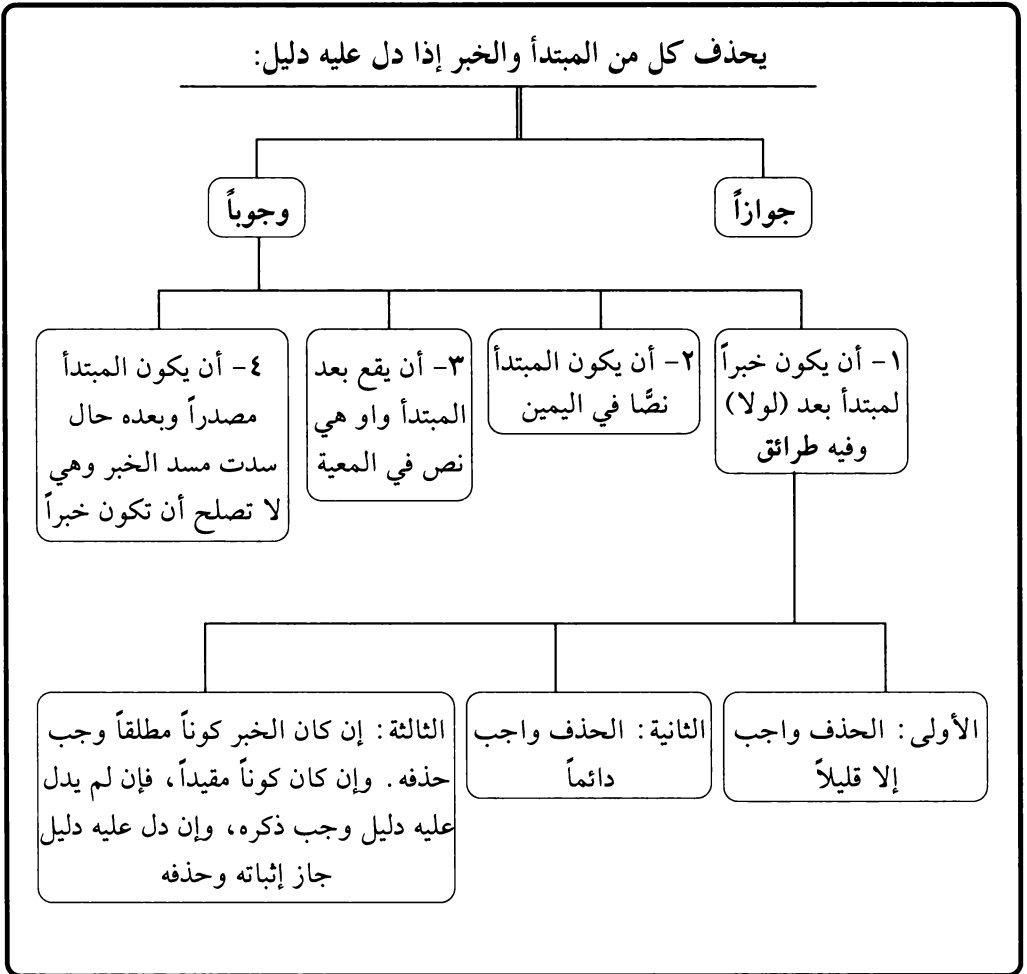 يحذف كل من المبتدأ والخبر إذا دل عليه دليل:
جوازاً
وجوباً
١- أن يكون خبراً
لمبتدأ بعد (لولا)
وفيه طرائق
٢- أن يكون المبتدأ
نصًّا في اليمين
٣- أن يقع بعد
المبتدأ واو هي
نص في المعية
٤- أن يكون المبتدأ
مصدراً وبعده حال
سدت مسد الخبر وهي
لا تصلح أن تكون خبراً
الأولى: الحذف واجب
إلا قليلاً
الثانية: الحذف واجب
دائماً
الثالثة: إن كان الخبر كوناً مطلقاً وجب
حذفه. وإن كان كوناً مقيداً، فإن لم يدل
عليه دليل وجب ذكره، وإن دل عليه دليل
جاز إثباته وحذفه